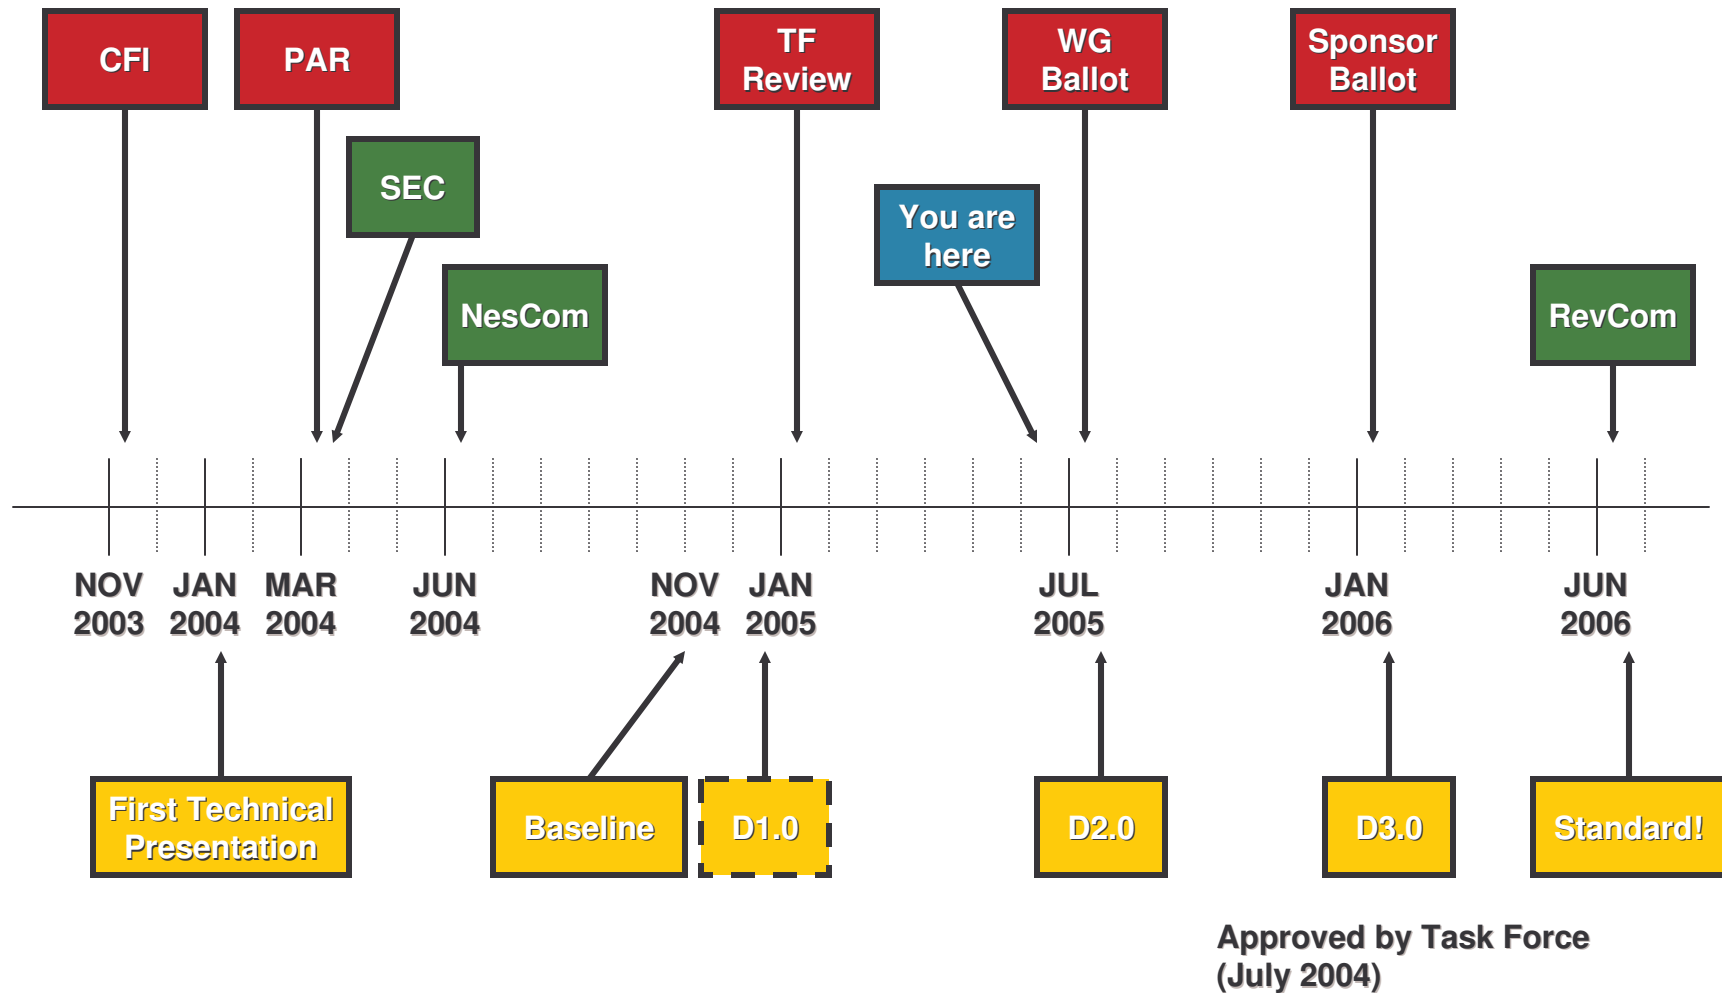 CFI
PAR
TF
Review
WG
Ballot
Sponsor
Ballot
SEC
You are
here
NesCom
RevCom
NOV
2003
JAN
2004
MAR
2004
JUN
2004
NOV
2004
JAN
2005
JUL
2005
JAN
2006
JUN
2006
First Technical
Presentation
Baseline
D1.0
D2.0
D3.0
Standard!
Approved by Task Force
(July 2004)